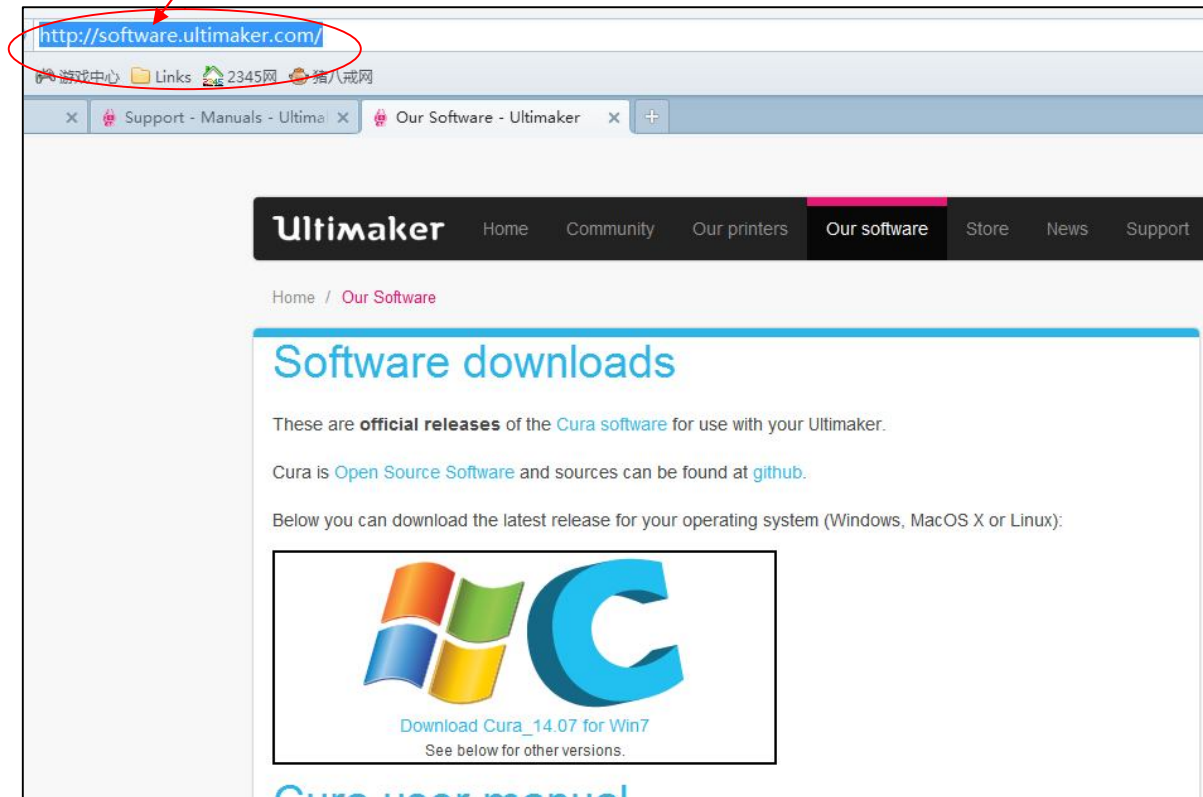 http://software.ultimaker.com/
游戏中心 Links 2345网 猪八戒网
Support - Manuals - Ultima Our Software - Ultimaker
Ultimaker Home Community Our printers Our software Store News Support
Home / Our Software
Software downloads
These are official releases of the Cura software for use with your Ultimaker.
Cura is Open Source Software and sources can be found at github.
Below you can download the latest release for your operating system (Windows, MacOS X or Linux):
C
Download Cura_14.07 for Win7
See below for other versions.
Cura user manual